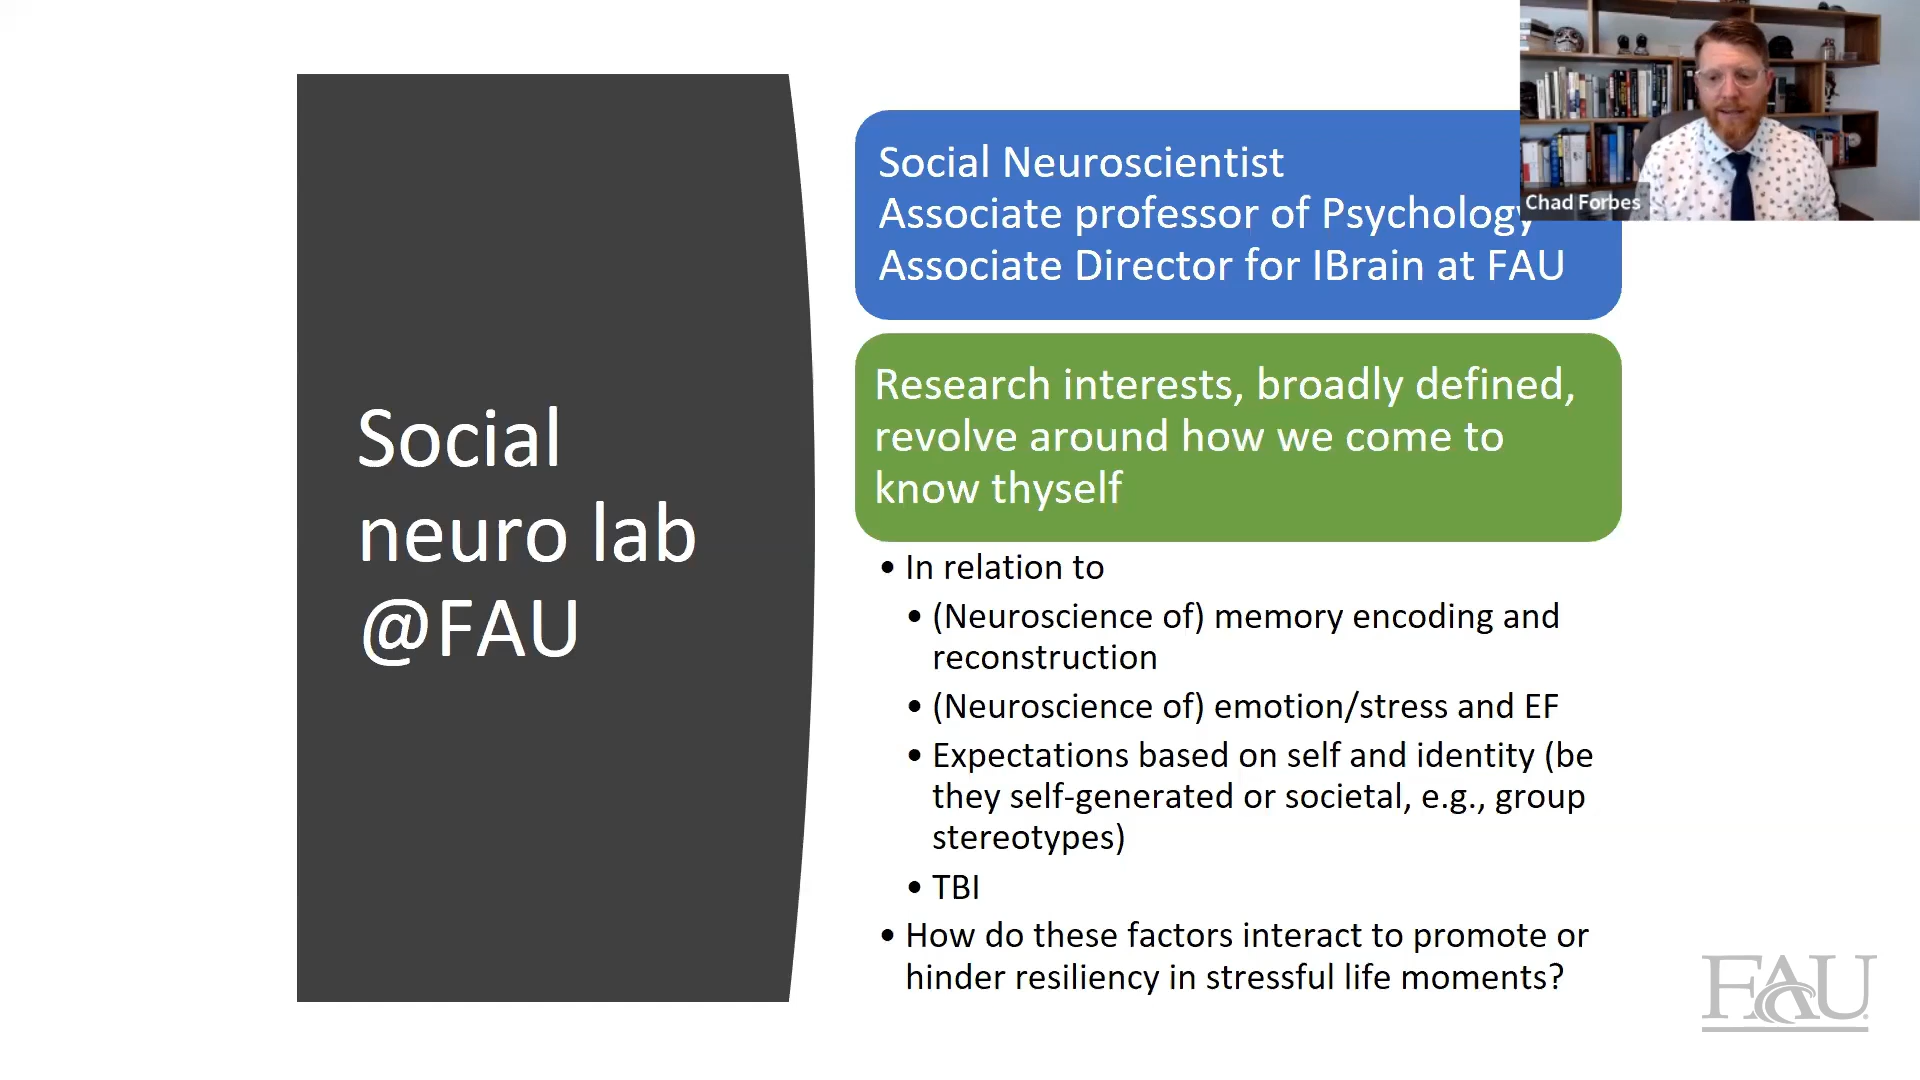 Social
neuro lab
@FAU
Social Neuroscientist
Associate professor of Psychology
Associate Director for IBrain at FAU
Research interests, broadly defined,
revolve around how we come to
know thyself
• In relation to
• (Neuroscience of) memory encoding and
reconstruction
• (Neuroscience of) emotion/stress and EF
• Expectations based on self and identity (be
they self-generated or societal, e.g., group
stereotypes)
• TBI
• How do these factors interact to promote or
hinder resiliency in stressful life moments?
Chad Forbes
FAU